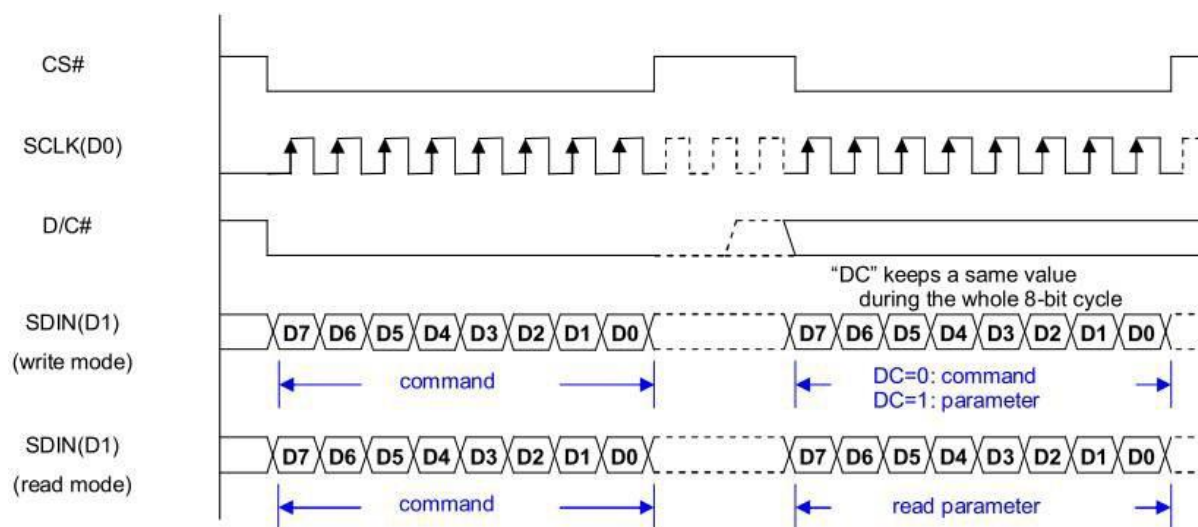 CS#
SCLK(D0)
D/C#
“DC” keeps a same value
during the whole 8-bit cycle
SDIN(D1)
(write mode)
D7 D6 D5 D4 D3 D2 D1 D0 D7 D6 D5 D4 D3 D2 D1 D0
command
DC=0: command
DC=1: parameter
SDIN(D1)
(read mode)
D7 D6 D5 D4 D3 D2 D1 D0 D7 D6 D5 D4 D3 D2 D1 D0
command read parameter